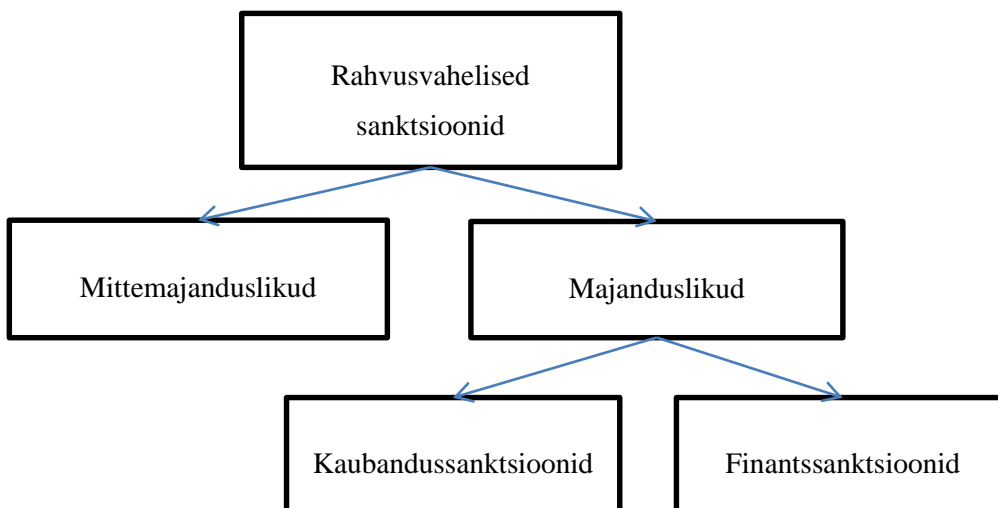 Rahvusvahelised
sanktsioonid
Mittemajanduslikud
Majanduslikud
Kaubandussanktsioonid
Finantssanktsioonid